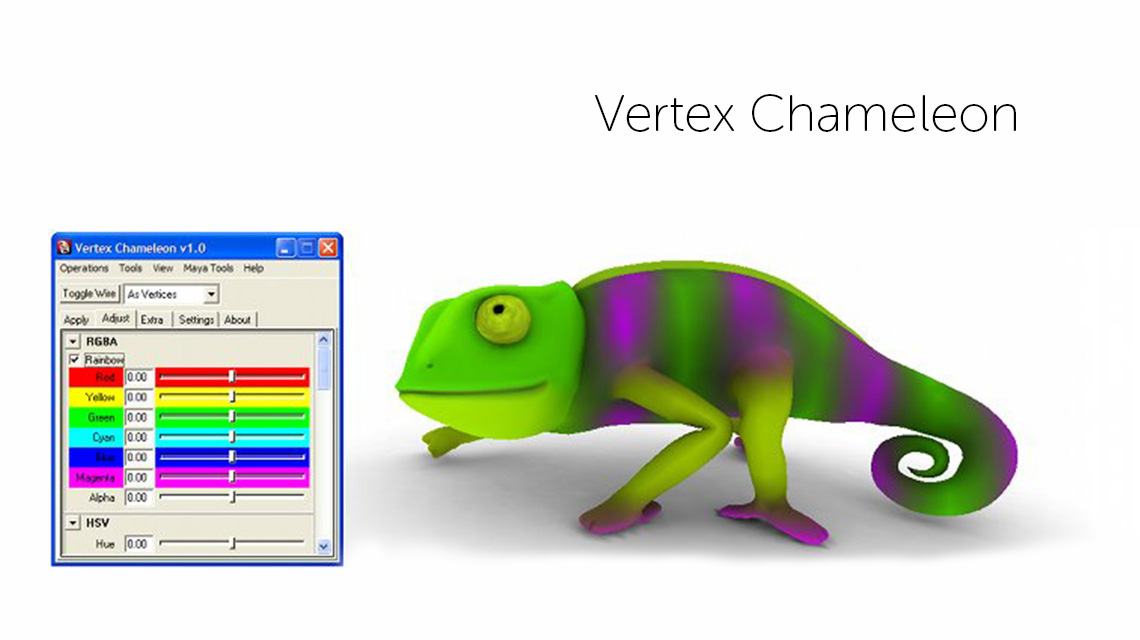 Vertex Chameleon
Vertex Chameleon v1.0
Operations Tools View Maya Tools Help
Toggle Wire As Vertices
Apply Adjust Extra Settings About
RGBA
Rainbow
Red 0.00
Yellow 0.00
Green 0.00
Cyan 0.00
Blue 0.00
Magenta 0.00
Alpha 0.00
HSV
Hue 0.00